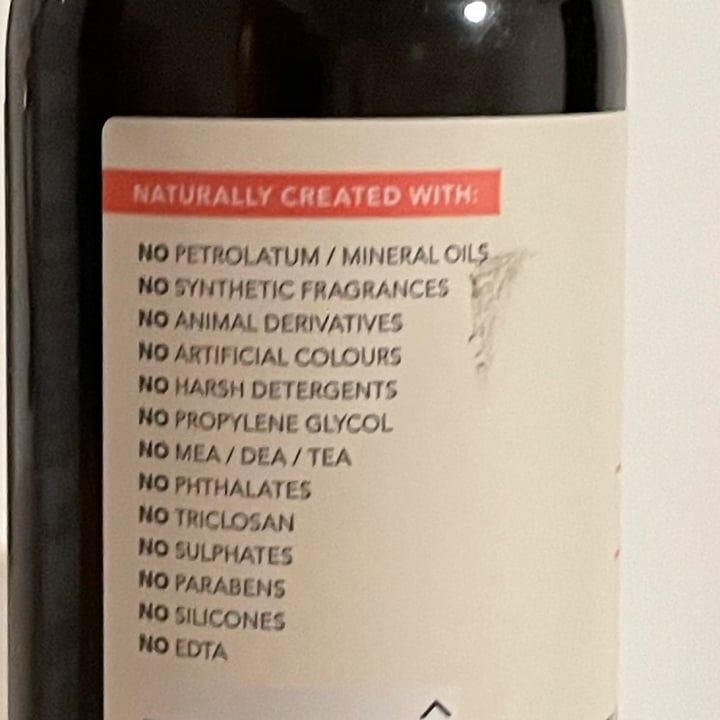 NATURALLY CREATED WITH:
NO PETROLATUM / MINERAL OILS
NO SYNTHETIC FRAGRANCES
NO ANIMAL DERIVATIVES
NO ARTIFICIAL COLOURS
NO HARSH DETERGENTS
NO PROPYLENE GLYCOL
NO MEA / DEA / TEA
NO PHTHALATES
NO TRICLOSAN
NO SULPHATES
NO PARABENS
NO SILICONES
NO EDTA